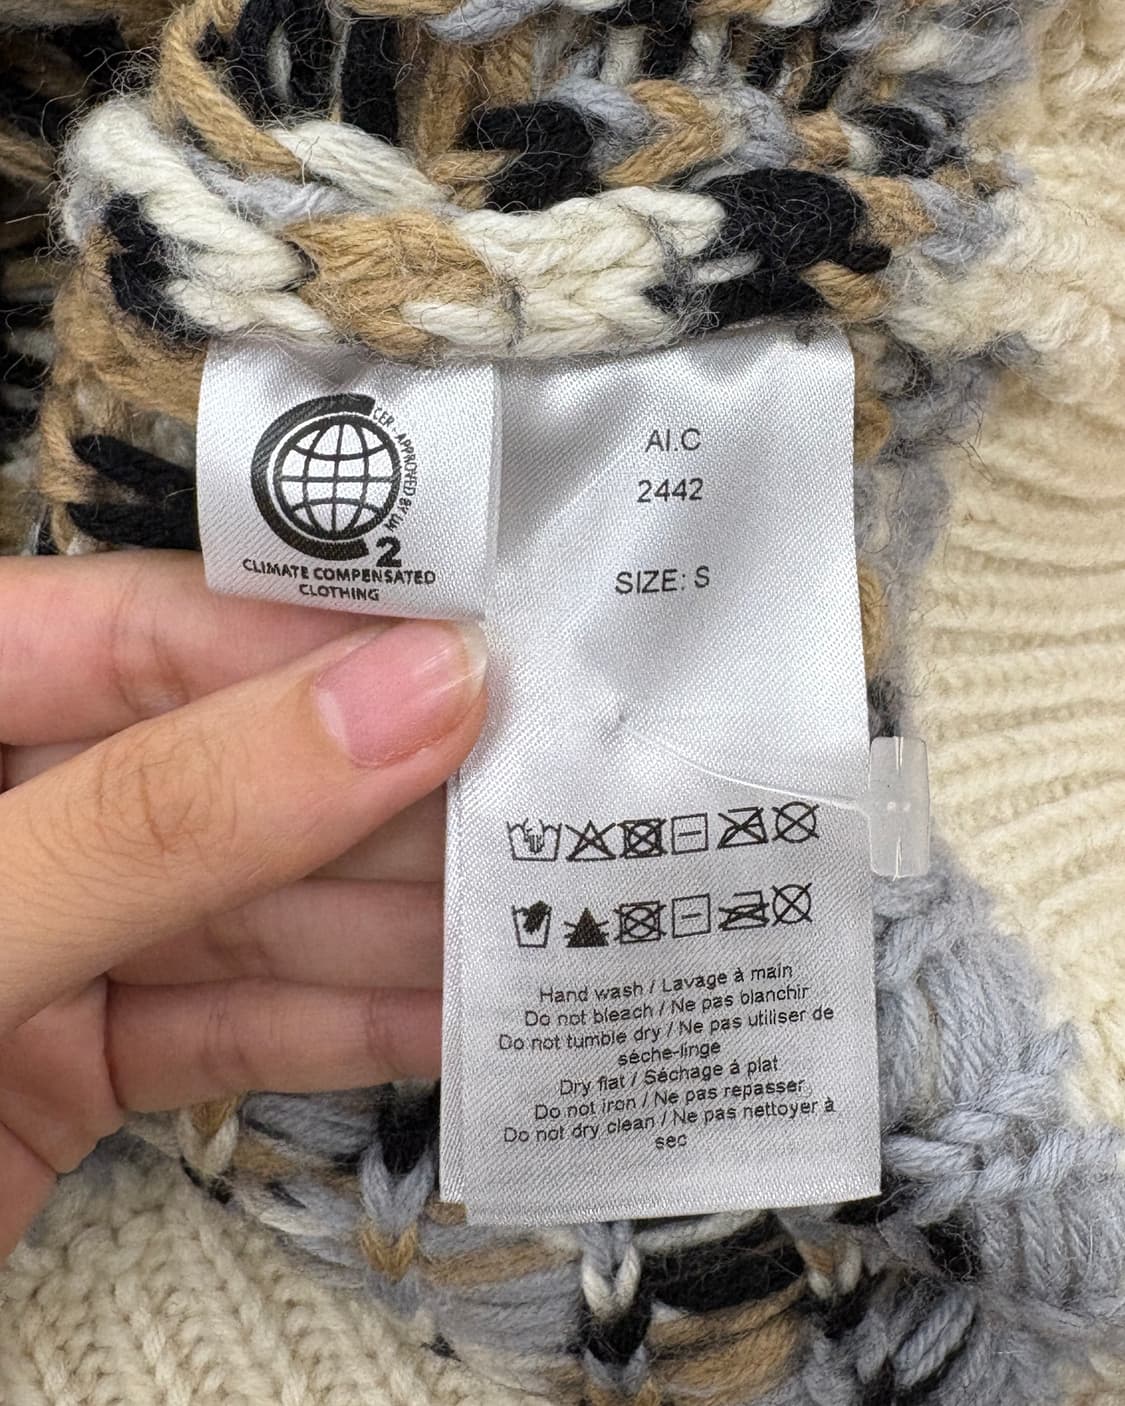 CER - APPROVED BY UN
2
CLIMATE COMPENSATED
CLOTHING
AI.C
2442
SIZE: S
Hand wash / Lavage à main
Do not bleach / Ne pas blanchir
Do not tumble dry / Ne pas utiliser de
sèche-linge
Dry flat / Séchage à plat
Do not iron / Ne pas repasser
Do not dry clean / Ne pas nettoyer à
sec